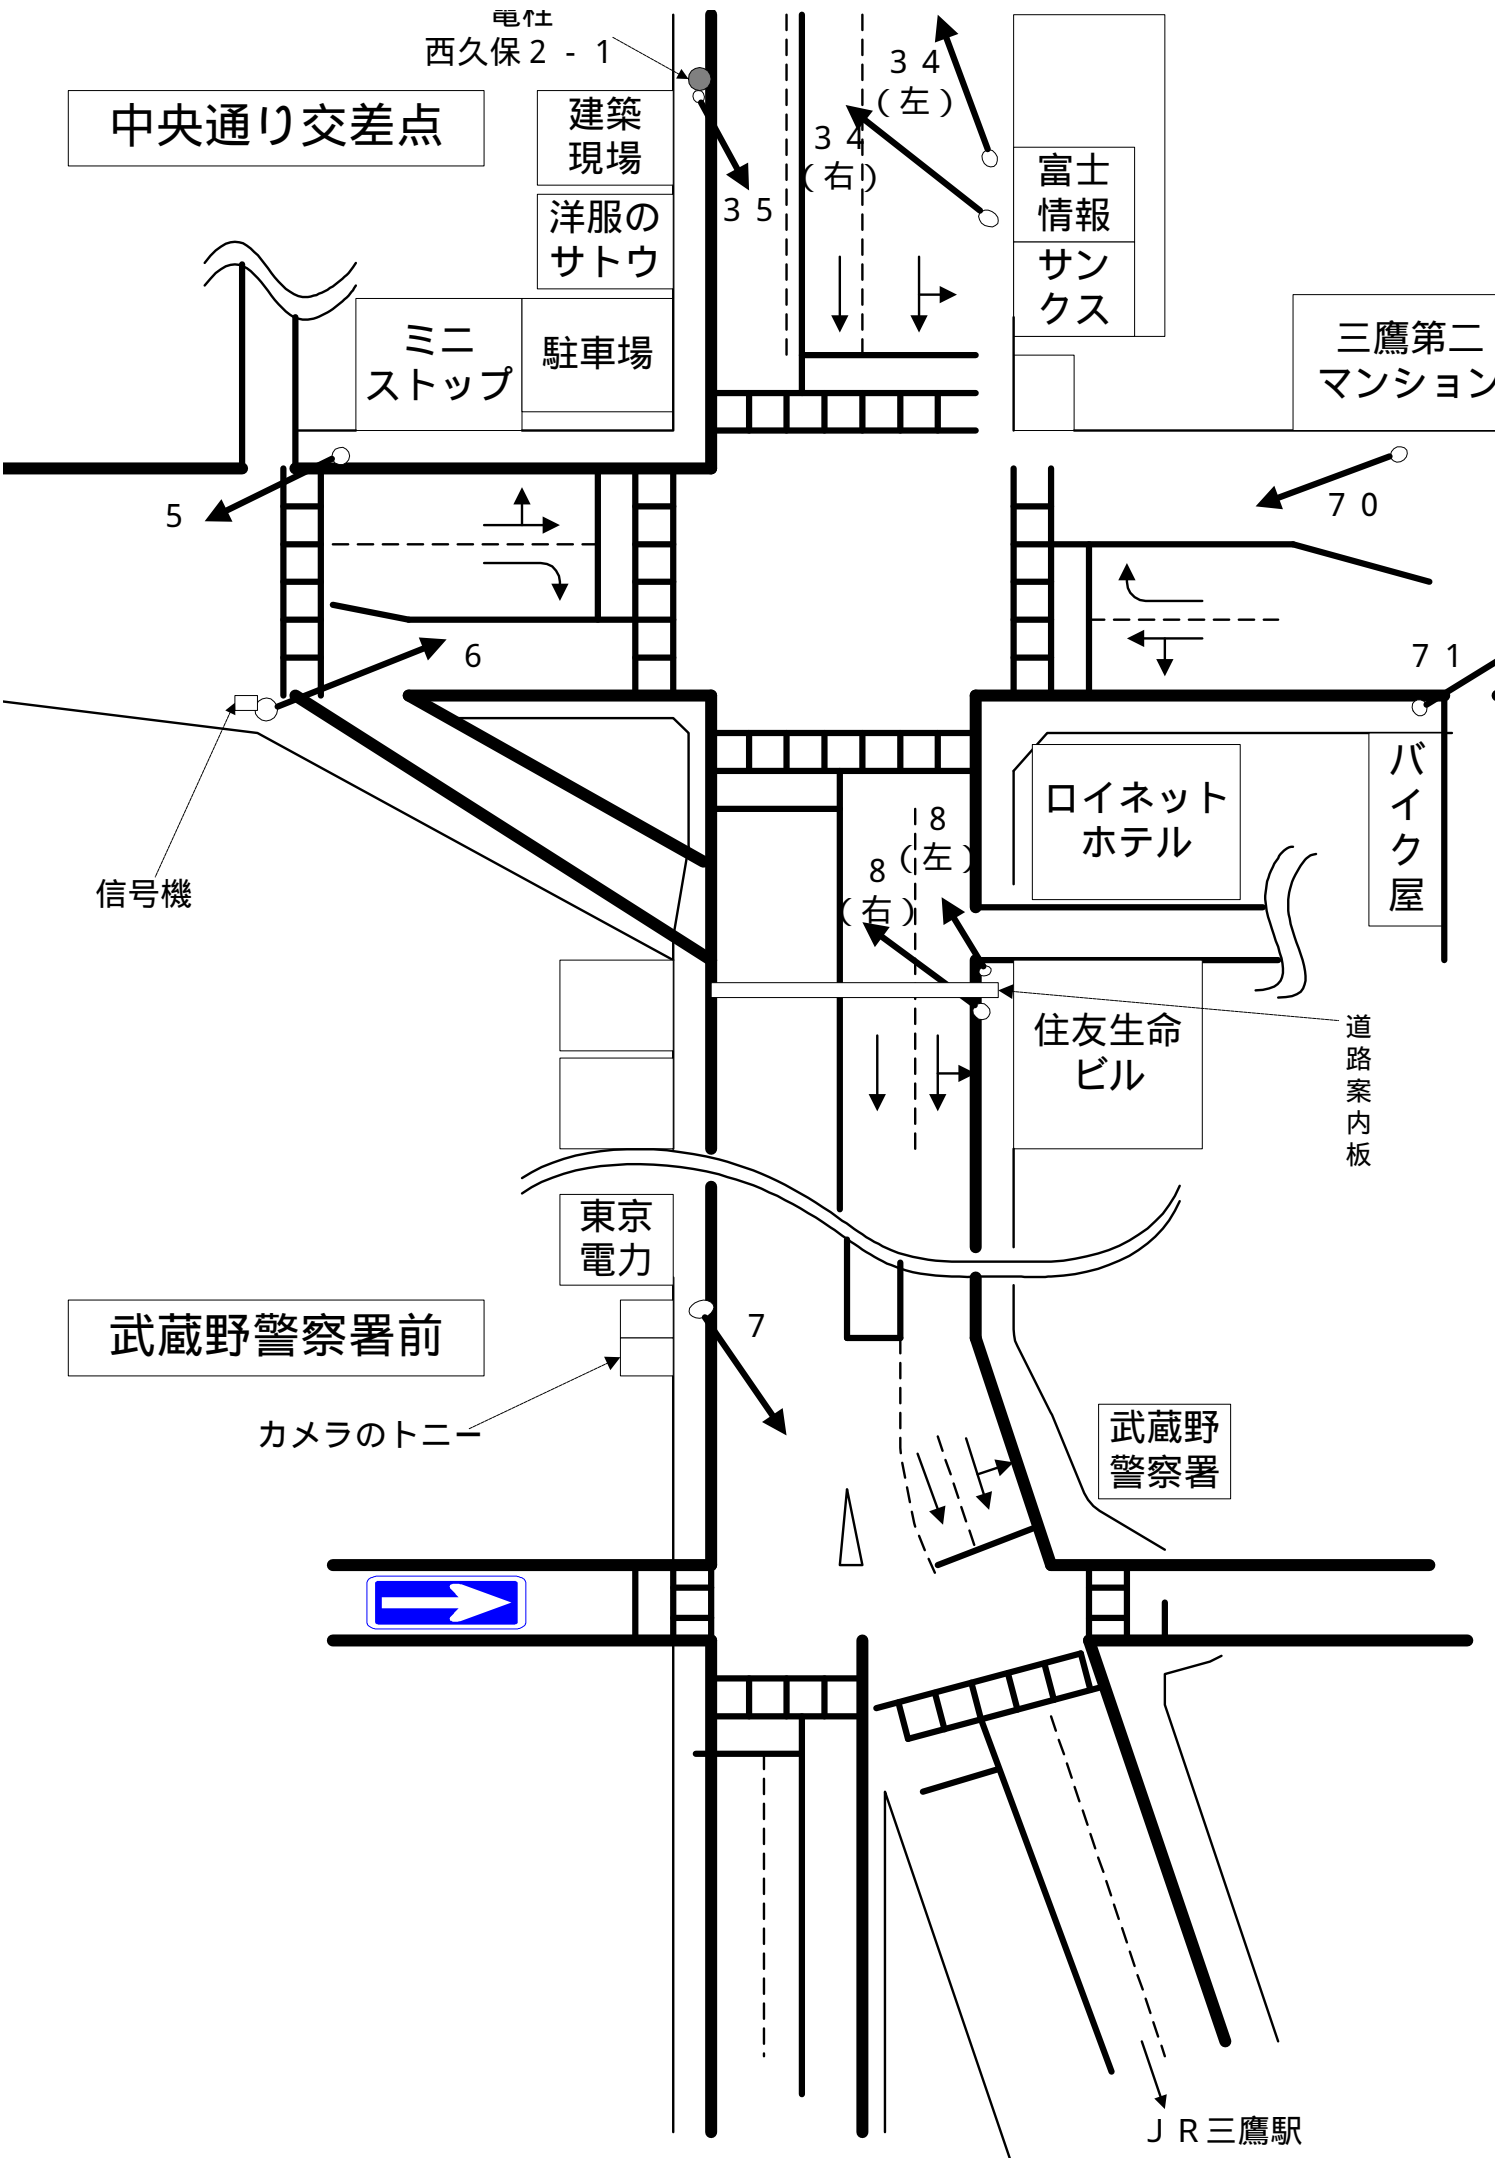 電柱
西久保２-１
中央通り交差点
建築
現場
洋服の
サトウ
ミニ
ストップ
駐車場
３４
（左）
３４
（右）
３５
富士
情報
サン
クス
三鷹第二
マンション
５
６
７０
７１
信号機
８
（左）
８
（右）
ロイネット
ホテル
バイク屋
住友生命
ビル
道路案内板
東京
電力
７
武蔵野警察署前
カメラのトニー
武蔵野
警察署
ＪＲ三鷹駅